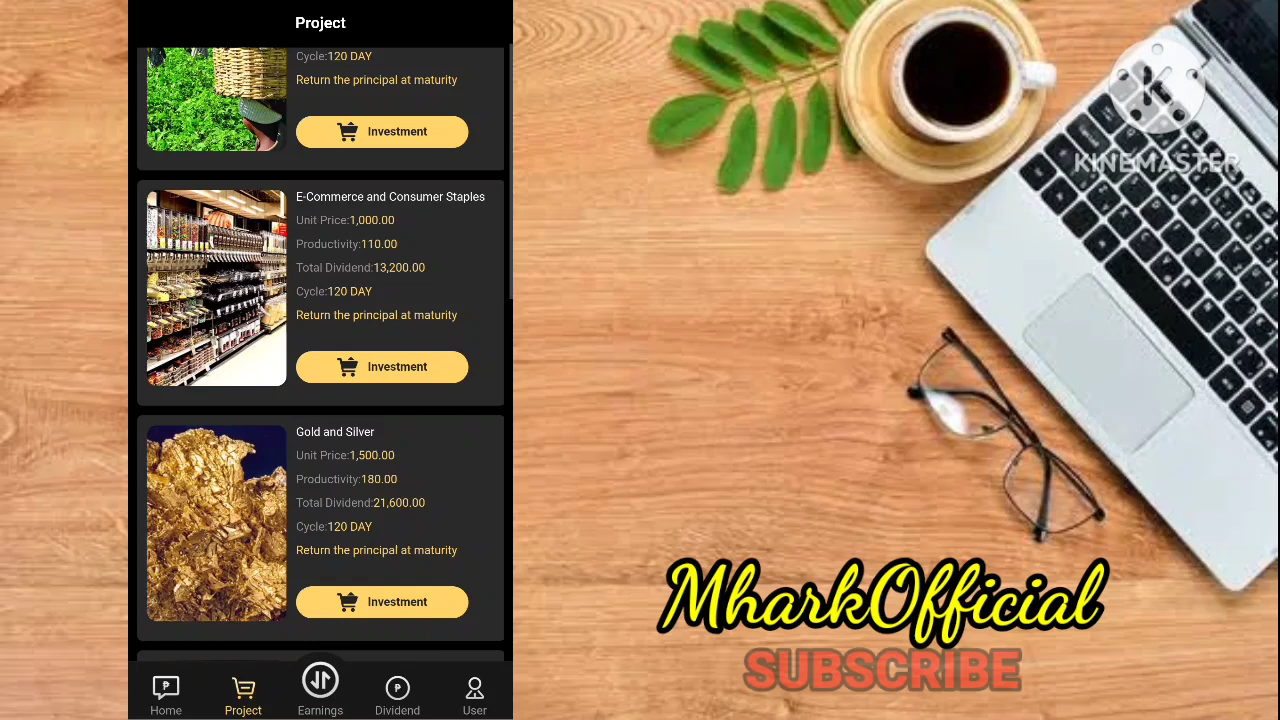 Project
Cycle:120 DAY
Return the principal at maturity
Investment
E-Commerce and Consumer Staples
Unit Price:1,000.00
Productivity:110.00
Total Dividend:13,200.00
Cycle:120 DAY
Return the principal at maturity
Investment
Gold and Silver
Unit Price:1,500.00
Productivity:180.00
Total Dividend:21,600.00
Cycle:120 DAY
Return the principal at maturity
Investment
Home
Project
Earnings
Dividend
User
K
KINEMASTER
MharkOfficial
SUBSCRIBE